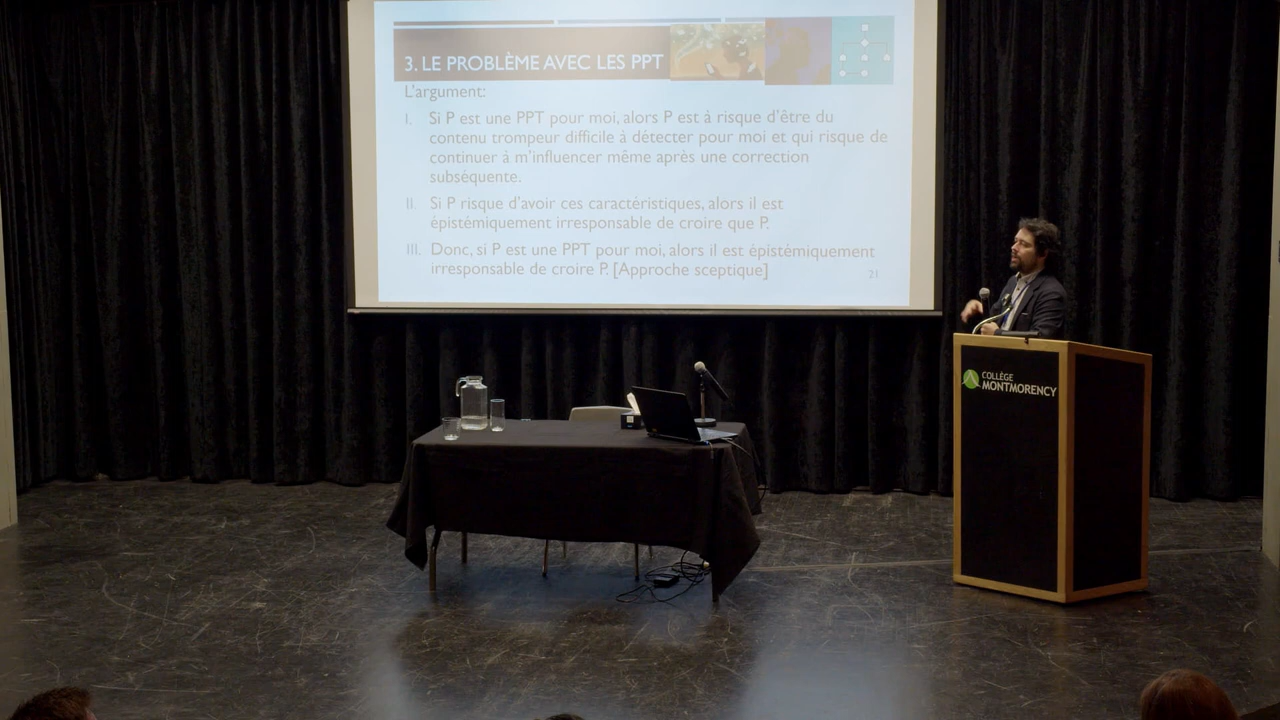 3. LE PROBLÈME AVEC LES PPT
L'argument:
I. Si P est une PPT pour moi, alors P est à risque d'être du
contenu trompeur difficile à détecter pour moi et qui risque de
continuer à m'influencer même après une correction
subséquente.
II. Si P risque d'avoir ces caractéristiques, alors il est
épistémiquement irresponsable de croire que P.
III. Donc, si P est une PPT pour moi, alors il est épistémiquement
irresponsable de croire P. [Approche sceptique]
21
COLLÈGE
MONTMORENCY